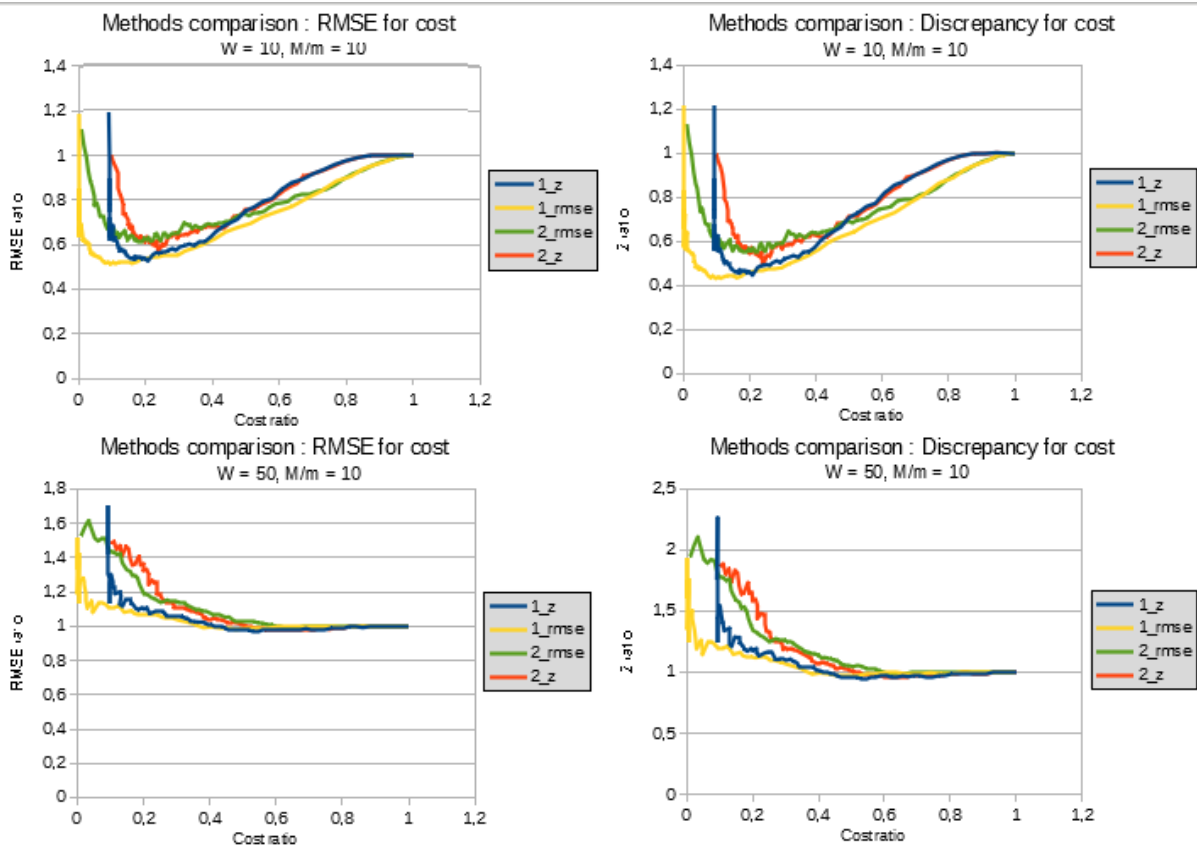 Methods comparison : RMSE for cost
W = 10, M/m = 10
1,4
1,2
1
0,8
0,6
0,4
0,2
0
RMSE ratio
0 0,2 0,4 0,6 0,8 1 1,2
Cost ratio
1_z
1_rmse
2_rmse
2_z
Methods comparison : Discrepancy for cost
W = 10, M/m = 10
1,4
1,2
1
0,8
0,6
0,4
0,2
0
Z ratio
0 0,2 0,4 0,6 0,8 1 1,2
Cost ratio
1_z
1_rmse
2_rmse
2_z
Methods comparison : RMSE for cost
W = 50, M/m = 10
1,8
1,6
1,4
1,2
1
0,8
0,6
0,4
0,2
0
RMSE ratio
0 0,2 0,4 0,6 0,8 1 1,2
Cost ratio
1_z
1_rmse
2_rmse
2_z
Methods comparison : Discrepancy for cost
W = 50, M/m = 10
2,5
2
1,5
1
0,5
0
Z ratio
0 0,2 0,4 0,6 0,8 1 1,2
Cost ratio
1_z
1_rmse
2_rmse
2_z